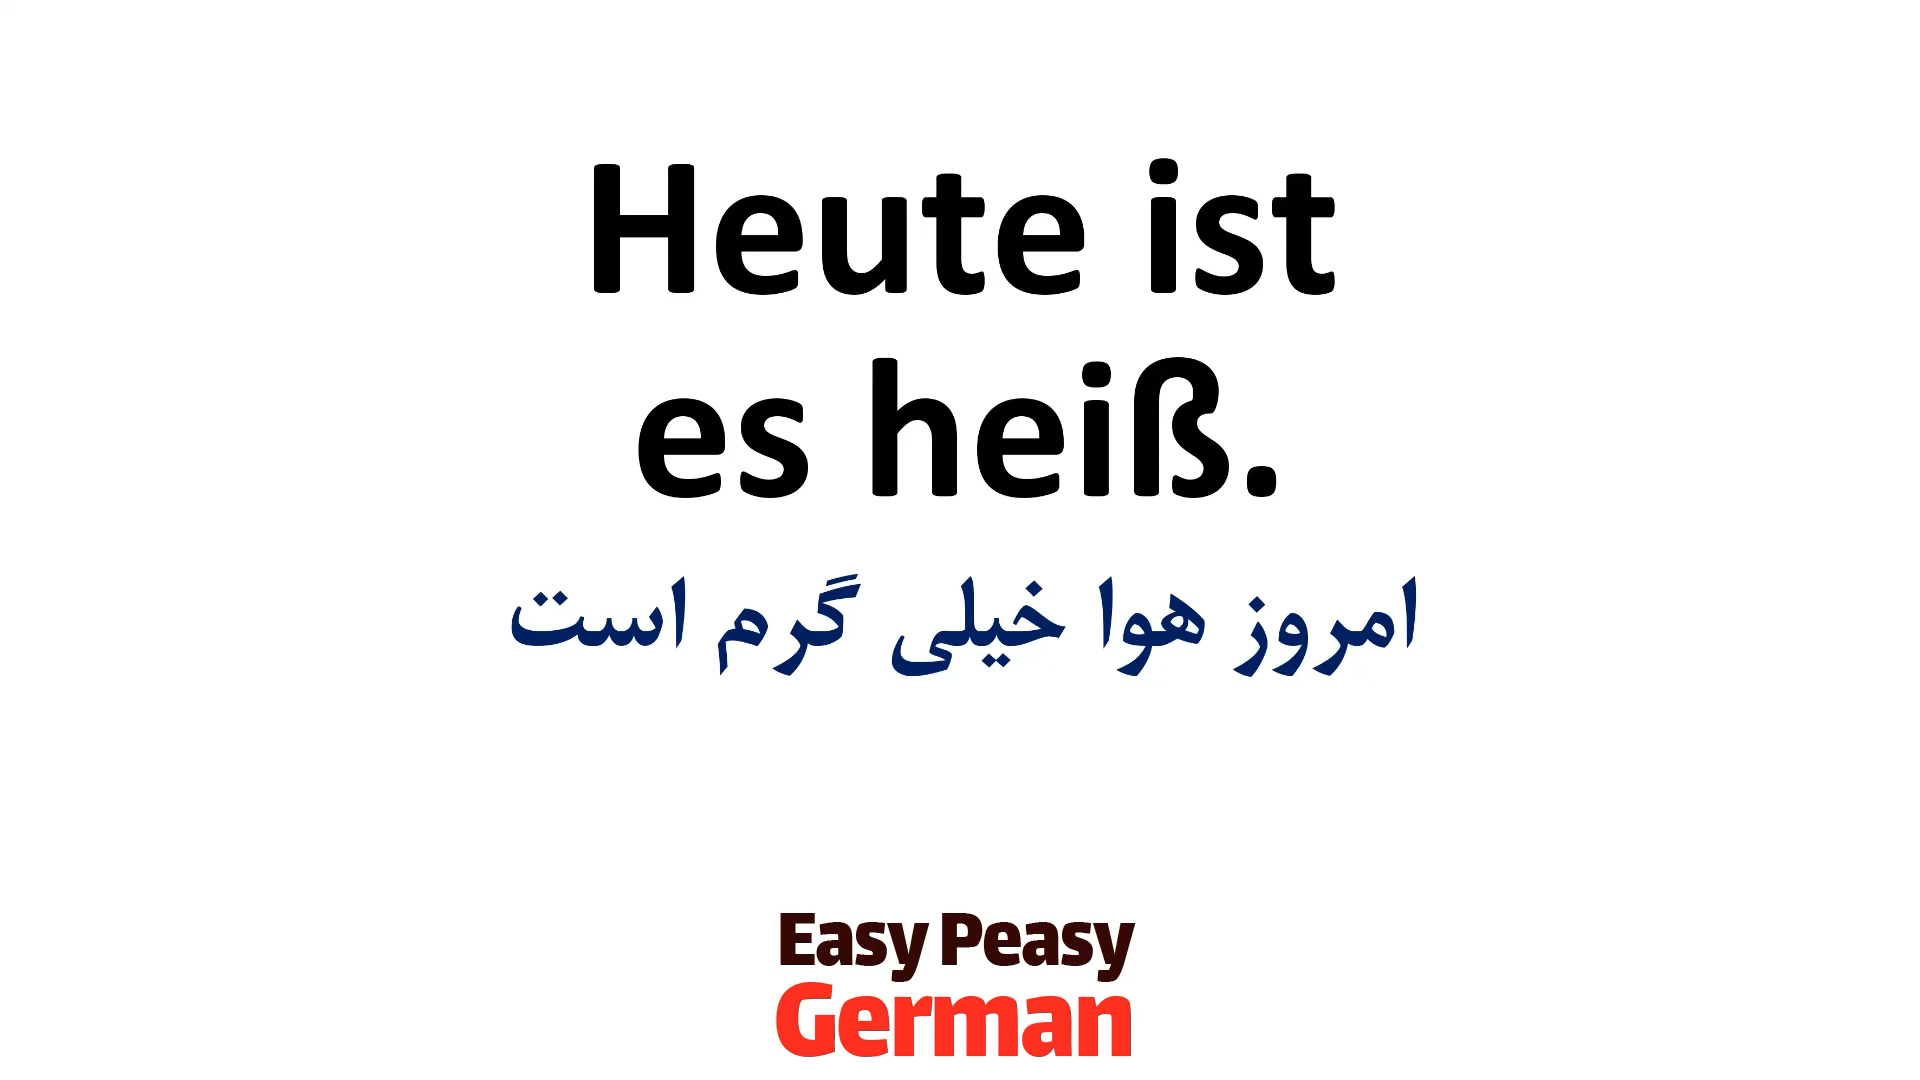 Heute ist
es heiß.
امروز هوا خیلی گرم است
Easy Peasy
German